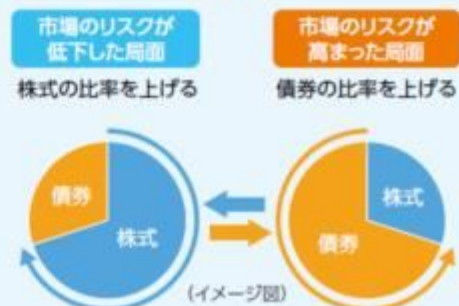 市場のリスクが
低下した局面
株式の比率を上げる
債券
株式
市場のリスクが
高まった局面
債券の比率を上げる
株式
債券
(イメージ図)